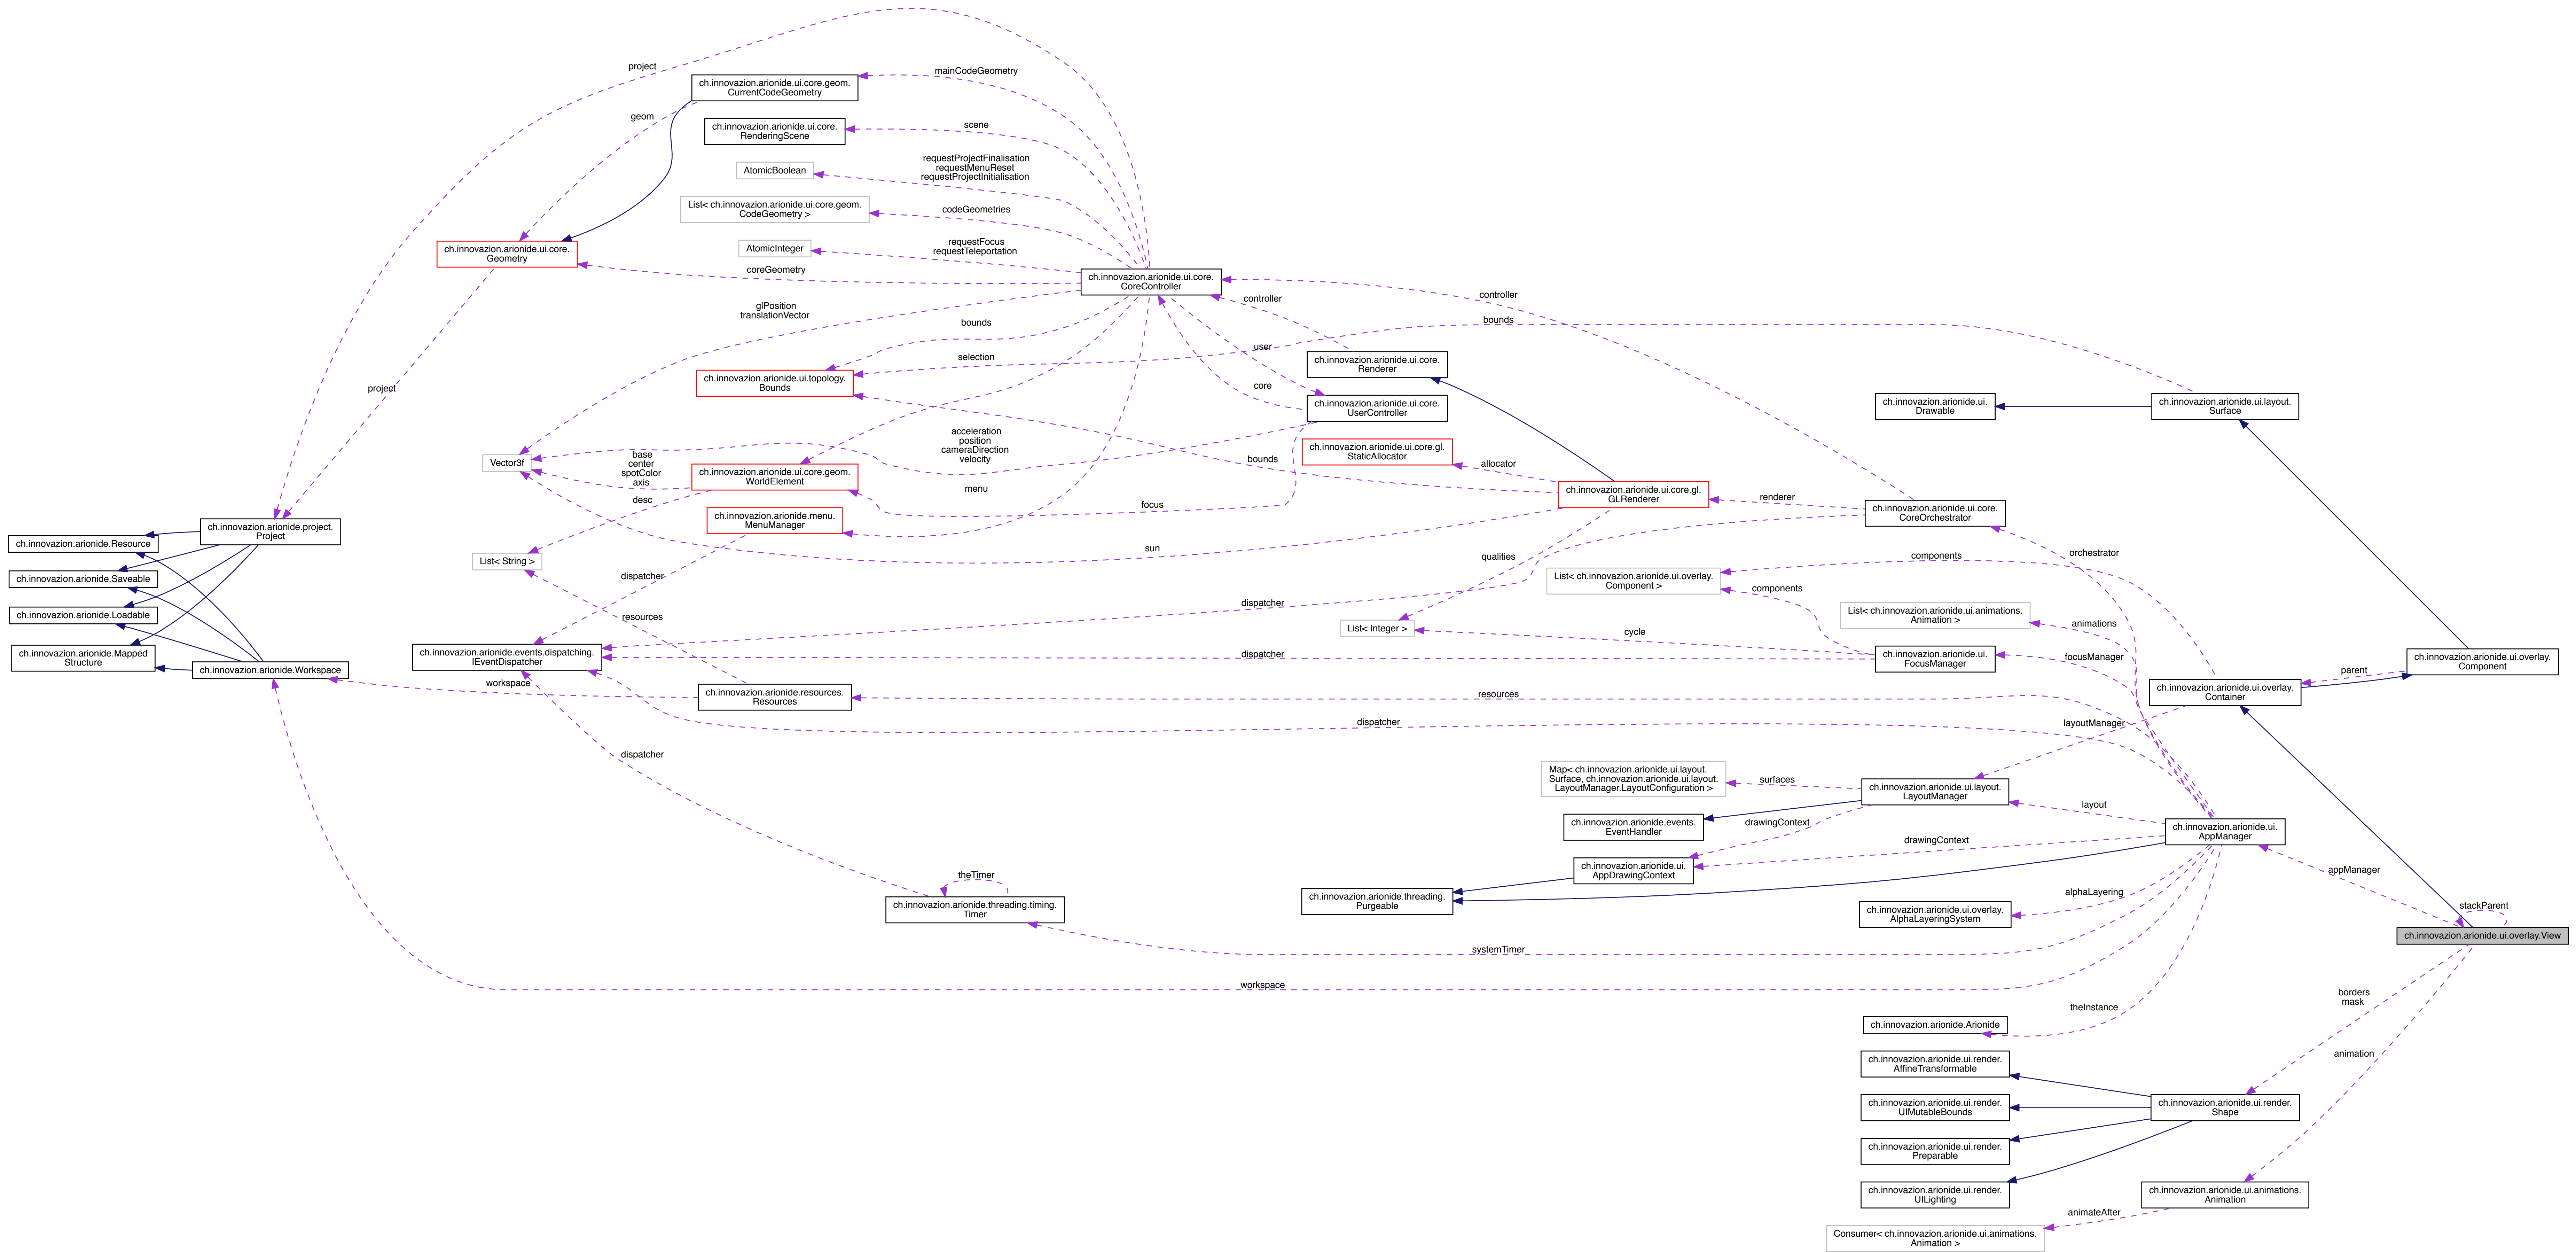 project
mainCodeGeometry
ch.innovazion.arionide.ui.core.geom.
CurrentCodeGeometry
geom
scene
ch.innovazion.arionide.ui.core.
RenderingScene
requestProjectFinalisation
requestMenuReset
requestProjectInitialisation
AtomicBoolean
List< ch.innovazion.arionide.ui.core.geom.
CodeGeometry >
codeGeometries
requestFocus
requestTeleportation
AtomicInteger
ch.innovazion.arionide.ui.core.
Geometry
coreGeometry
ch.innovazion.arionide.ui.core.
CoreController
glPosition
translationVector
controller
controller
bounds
bounds
selection
user
ch.innovazion.arionide.ui.core.
Renderer
ch.innovazion.arionide.ui.topology.
Bounds
project
core
ch.innovazion.arionide.ui.core.
UserController
ch.innovazion.arionide.ui.
Drawable
ch.innovazion.arionide.ui.layout.
Surface
acceleration
position
cameraDirection
velocity
ch.innovazion.arionide.ui.core.gl.
StaticAllocator
Vector3f
base
center
spotColor
axis
ch.innovazion.arionide.ui.core.geom.
WorldElement
bounds
allocator
ch.innovazion.arionide.ui.core.gl.
GLRenderer
renderer
menu
desc
focus
ch.innovazion.arionide.ui.core.
CoreOrchestrator
ch.innovazion.arionide.menu.
MenuManager
ch.innovazion.arionide.project.
Project
ch.innovazion.arionide.Resource
sun
List< String >
qualities
components
orchestrator
ch.innovazion.arionide.Saveable
dispatcher
List< ch.innovazion.arionide.ui.overlay.
Component >
components
ch.innovazion.arionide.Loadable
resources
dispatcher
List< Integer >
cycle
List< ch.innovazion.arionide.ui.animations.
Animation >
animations
ch.innovazion.arionide.Mapped
Structure
ch.innovazion.arionide.Workspace
ch.innovazion.arionide.events.dispatching.
IEventDispatcher
dispatcher
ch.innovazion.arionide.ui.
FocusManager
focusManager
ch.innovazion.arionide.ui.overlay.
Component
parent
workspace
ch.innovazion.arionide.resources.
Resources
resources
ch.innovazion.arionide.ui.overlay.
Container
dispatcher
layoutManager
dispatcher
Map< ch.innovazion.arionide.ui.layout.
Surface, ch.innovazion.arionide.ui.layout.
LayoutManager.LayoutConfiguration >
surfaces
ch.innovazion.arionide.ui.layout.
LayoutManager
layout
ch.innovazion.arionide.events.
EventHandler
drawingContext
drawingContext
ch.innovazion.arionide.ui.
AppManager
ch.innovazion.arionide.ui.
AppDrawingContext
theTimer
ch.innovazion.arionide.threading.timing.
Timer
ch.innovazion.arionide.threading.
Purgeable
alphaLayering
ch.innovazion.arionide.ui.overlay.
AlphaLayeringSystem
appManager
stackParent
ch.innovazion.arionide.ui.overlay.View
systemTimer
workspace
theInstance
borders
mask
ch.innovazion.arionide.Arionide
animation
ch.innovazion.arionide.ui.render.
AffineTransformable
ch.innovazion.arionide.ui.render.
UIMutableBounds
ch.innovazion.arionide.ui.render.
Shape
ch.innovazion.arionide.ui.render.
Preparable
ch.innovazion.arionide.ui.render.
UILighting
ch.innovazion.arionide.ui.animations.
Animation
animateAfter
Consumer< ch.innovazion.arionide.ui.animations.
Animation >